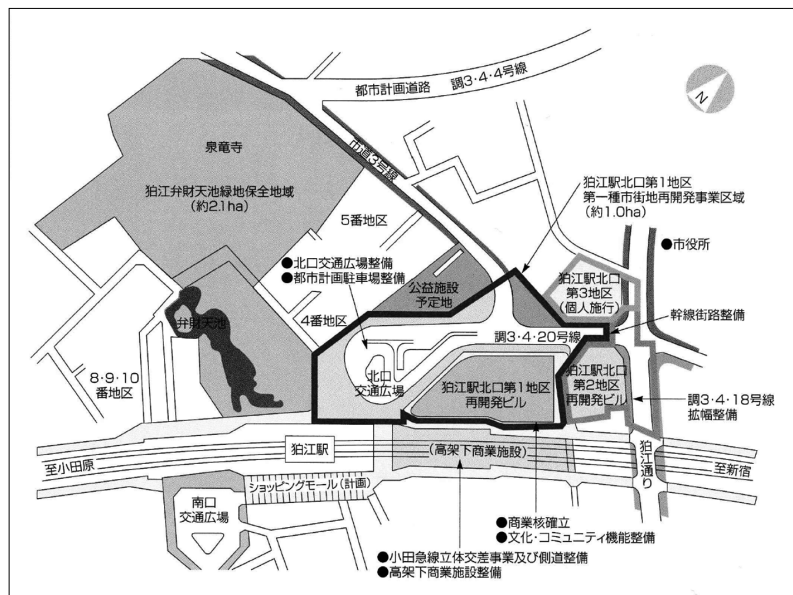 都市計画道路 調3・4・4号線
N
泉竜寺
狛江弁財天池緑地保全地域
(約2.1ha)
市道3号線
狛江駅北口第1地区
第一種市街地再開発事業区域
(約1.0ha)
5番地区
●市役所
●北口交通広場整備
●都市計画駐車場整備
公益施設
予定地
狛江駅北口
第3地区
(個人施行)
弁財天池
4番地区
幹線街路整備
調3・4・20号線
8・9・10
番地区
北口
交通広場
狛江駅北口第1地区
再開発ビル
狛江駅北口
第2地区
再開発ビル
調3・4・18号線
拡幅整備
狛江駅
(高架下商業施設)
狛江通り
至小田原
至新宿
ショッピングモール(計画)
南口
交通広場
●商業核確立
●文化・コミュニティ機能整備
●小田急線立体交差事業及び側道整備
●高架下商業施設整備